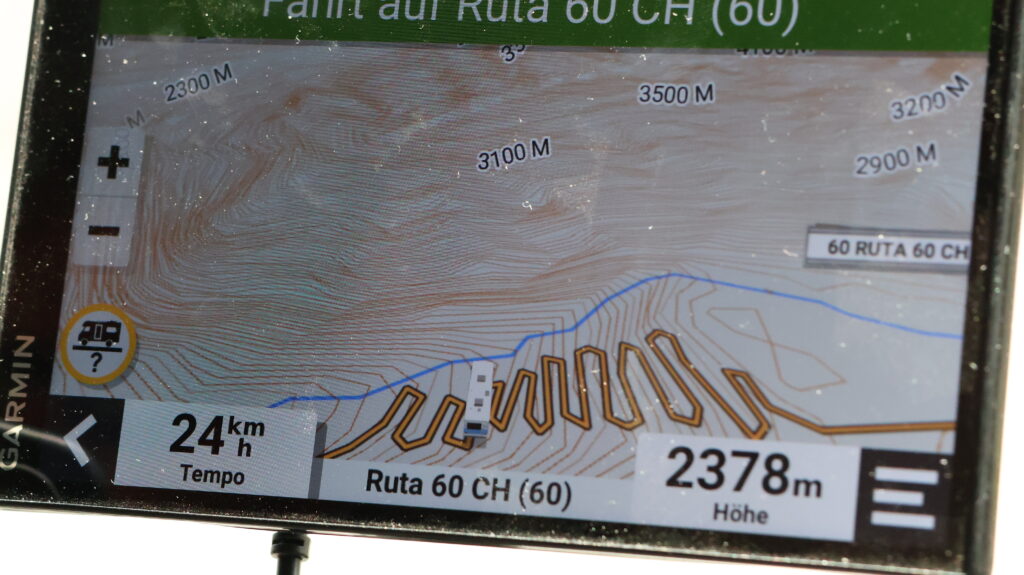 Fahrt auf Ruta 60 CH (60)
2300 M
3500 M
3200 M
3100 M
2900 M
60 RUTA 60 CH
?
GARMIN
24 km
h
Tempo
Ruta 60 CH (60)
2378 m
Höhe